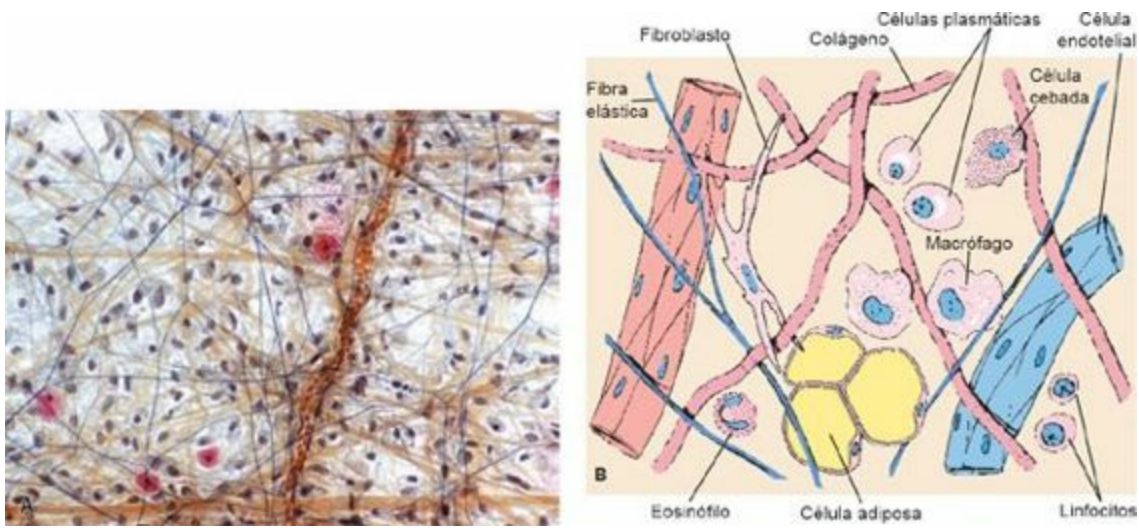 Células plasmáticas
Célula
endotelial
Fibroblasto
Colágeno
Fibra
elástica
Célula
cebada
Macrófago
A
B
Eosinófilo
Célula adiposa
Linfocitos